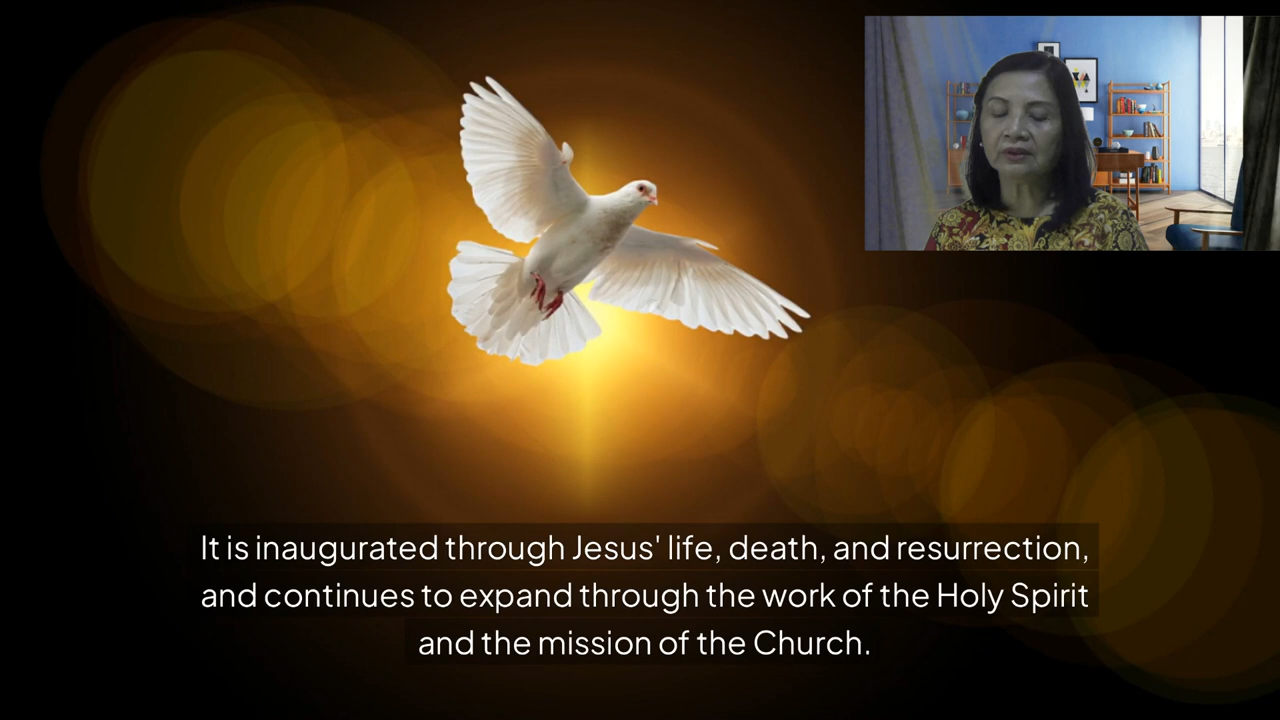 It is inaugurated through Jesus' life, death, and resurrection,
and continues to expand through the work of the Holy Spirit
and the mission of the Church.